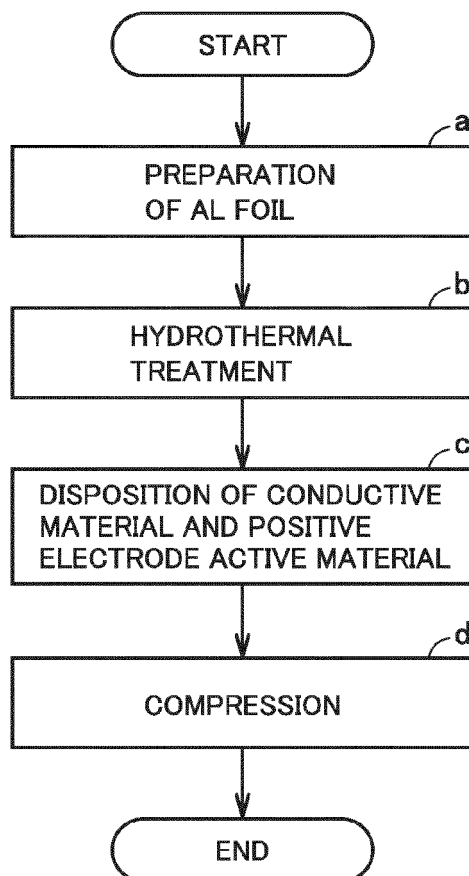 START
a
PREPARATION
OF AL FOIL
b
HYDROTHERMAL
TREATMENT
c
DISPOSITION OF CONDUCTIVE
MATERIAL AND POSITIVE
ELECTRODE ACTIVE MATERIAL
d
COMPRESSION
END